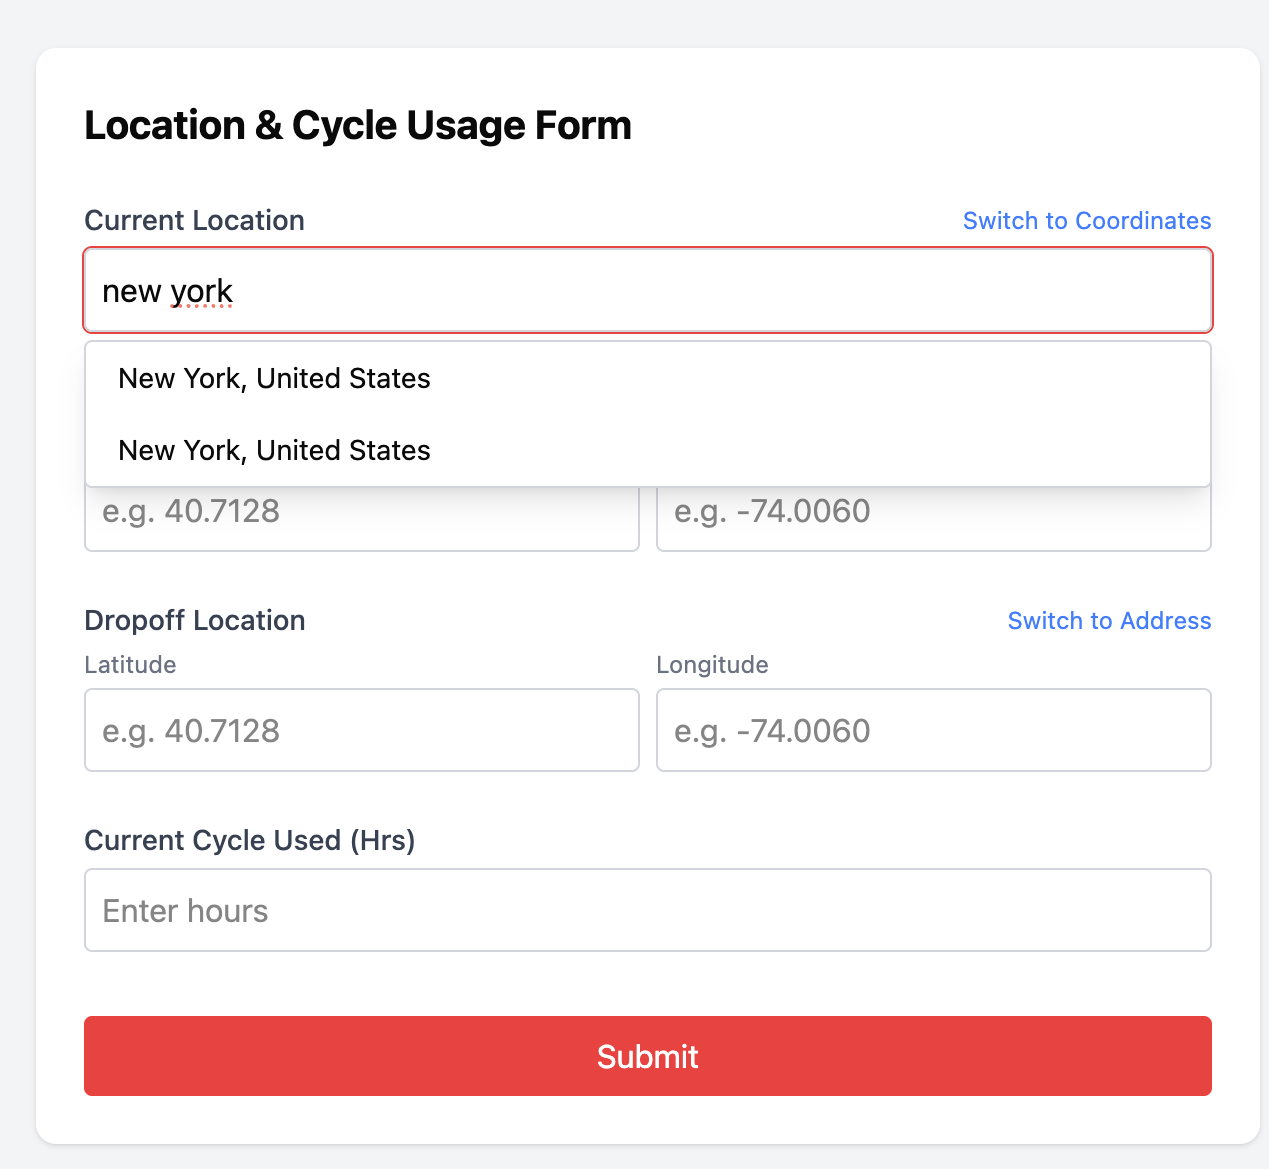 Location & Cycle Usage Form
Current Location Switch to Coordinates
new york
New York, United States
New York, United States
e.g. 40.7128 e.g. -74.0060
Dropoff Location Switch to Address
Latitude Longitude
e.g. 40.7128 e.g. -74.0060
Current Cycle Used (Hrs)
Enter hours
Submit